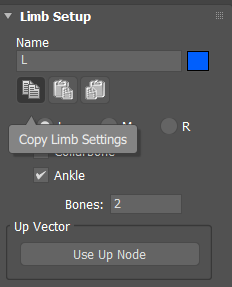 Limb Setup
Name
L
R
Copy Limb Settings
Ankle
Bones: 2
Up Vector
Use Up Node